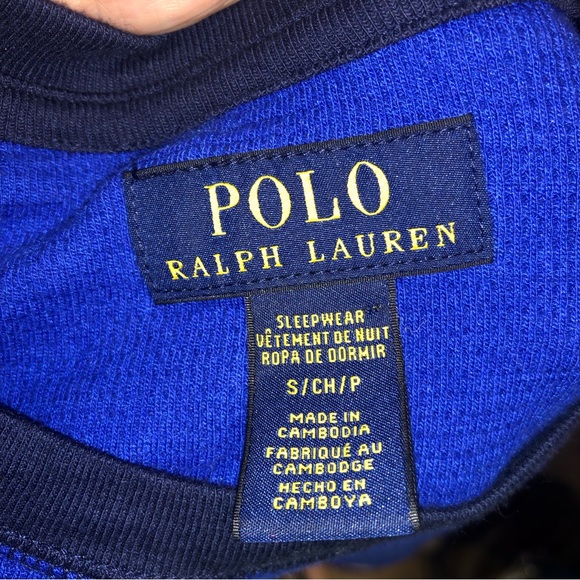 POLO
RALPH LAUREN
SLEEPWEAR
VÊTEMENT DE NUIT
ROPA DE DORMIR
S/CH/P
MADE IN
CAMBODIA
FABRIQUÉ AU
CAMBODGE
HECHO EN
CAMBOYA